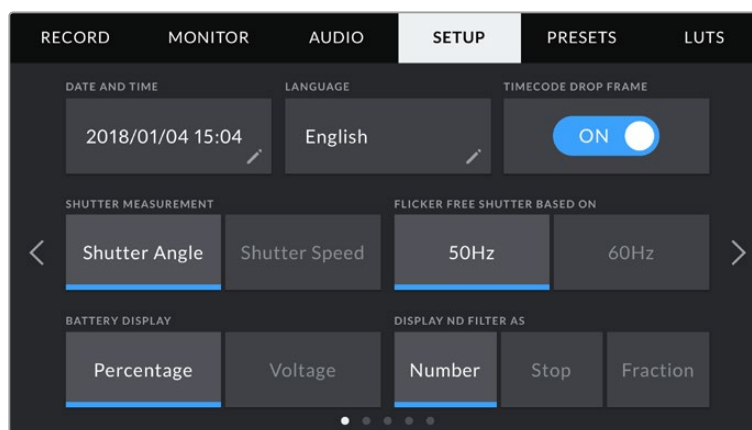 RECORD MONITOR AUDIO SETUP PRESETS LUTS
DATE AND TIME LANGUAGE TIMECODE DROP FRAME
2018/01/04 15:04 English ON
SHUTTER MEASUREMENT FLICKER FREE SHUTTER BASED ON
Shutter Angle Shutter Speed 50Hz 60Hz
BATTERY DISPLAY DISPLAY ND FILTER AS
Percentage Voltage Number Stop Fraction